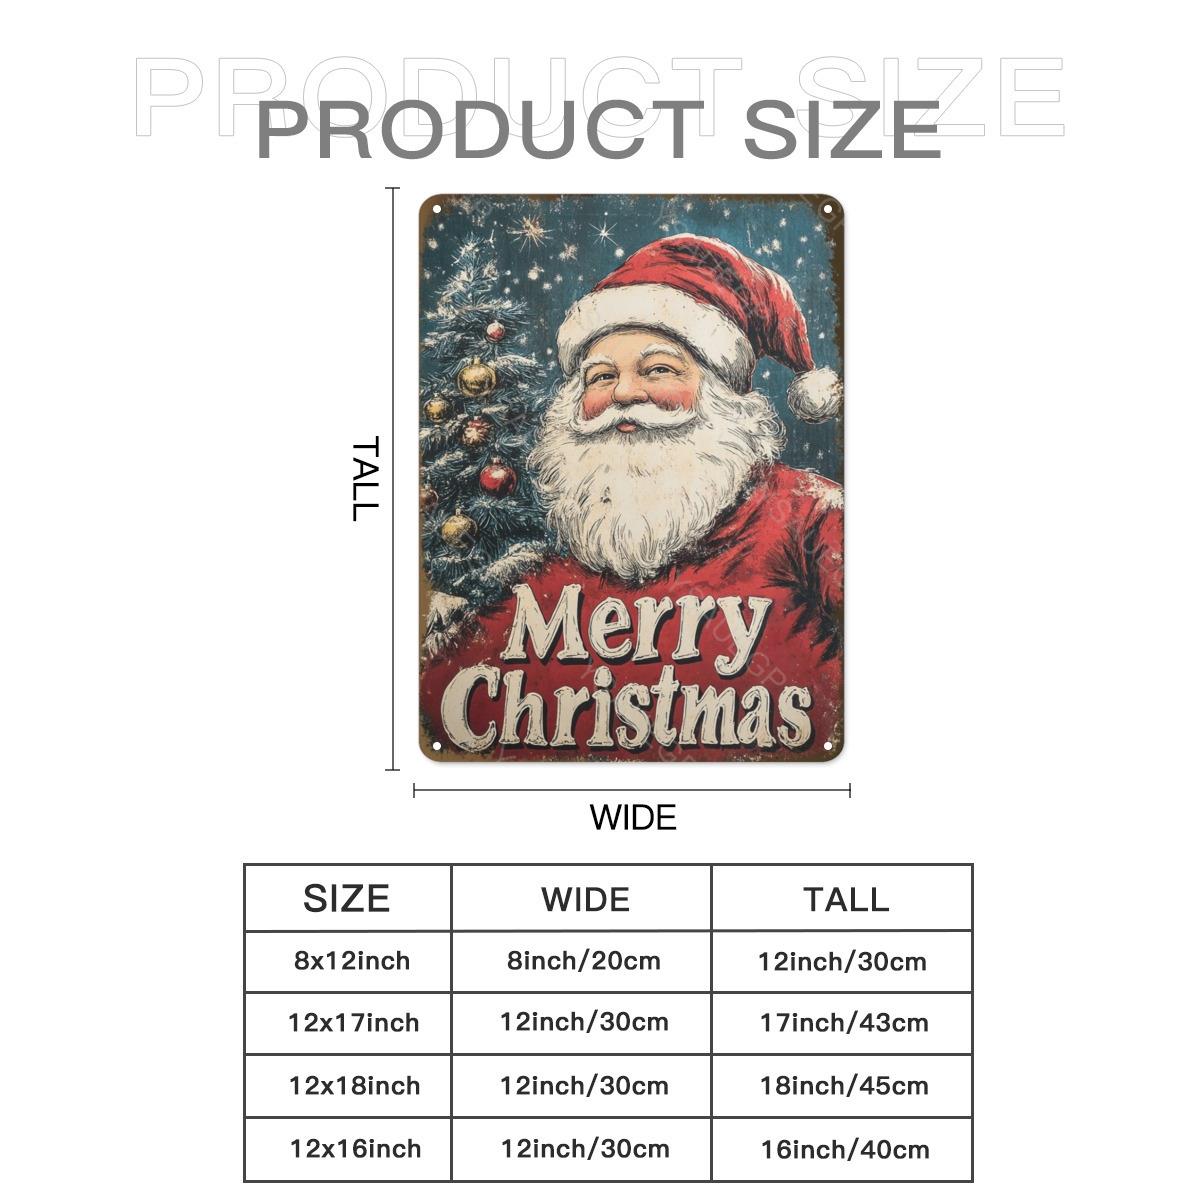 PRODUCT SIZE
PRODUCT SIZE
TALL
Merry
Christmas
WIDE
SIZE WIDE TALL
8x12inch 8inch/20cm 12inch/30cm
12x17inch 12inch/30cm 17inch/43cm
12x18inch 12inch/30cm 18inch/45cm
12x16inch 12inch/30cm 16inch/40cm